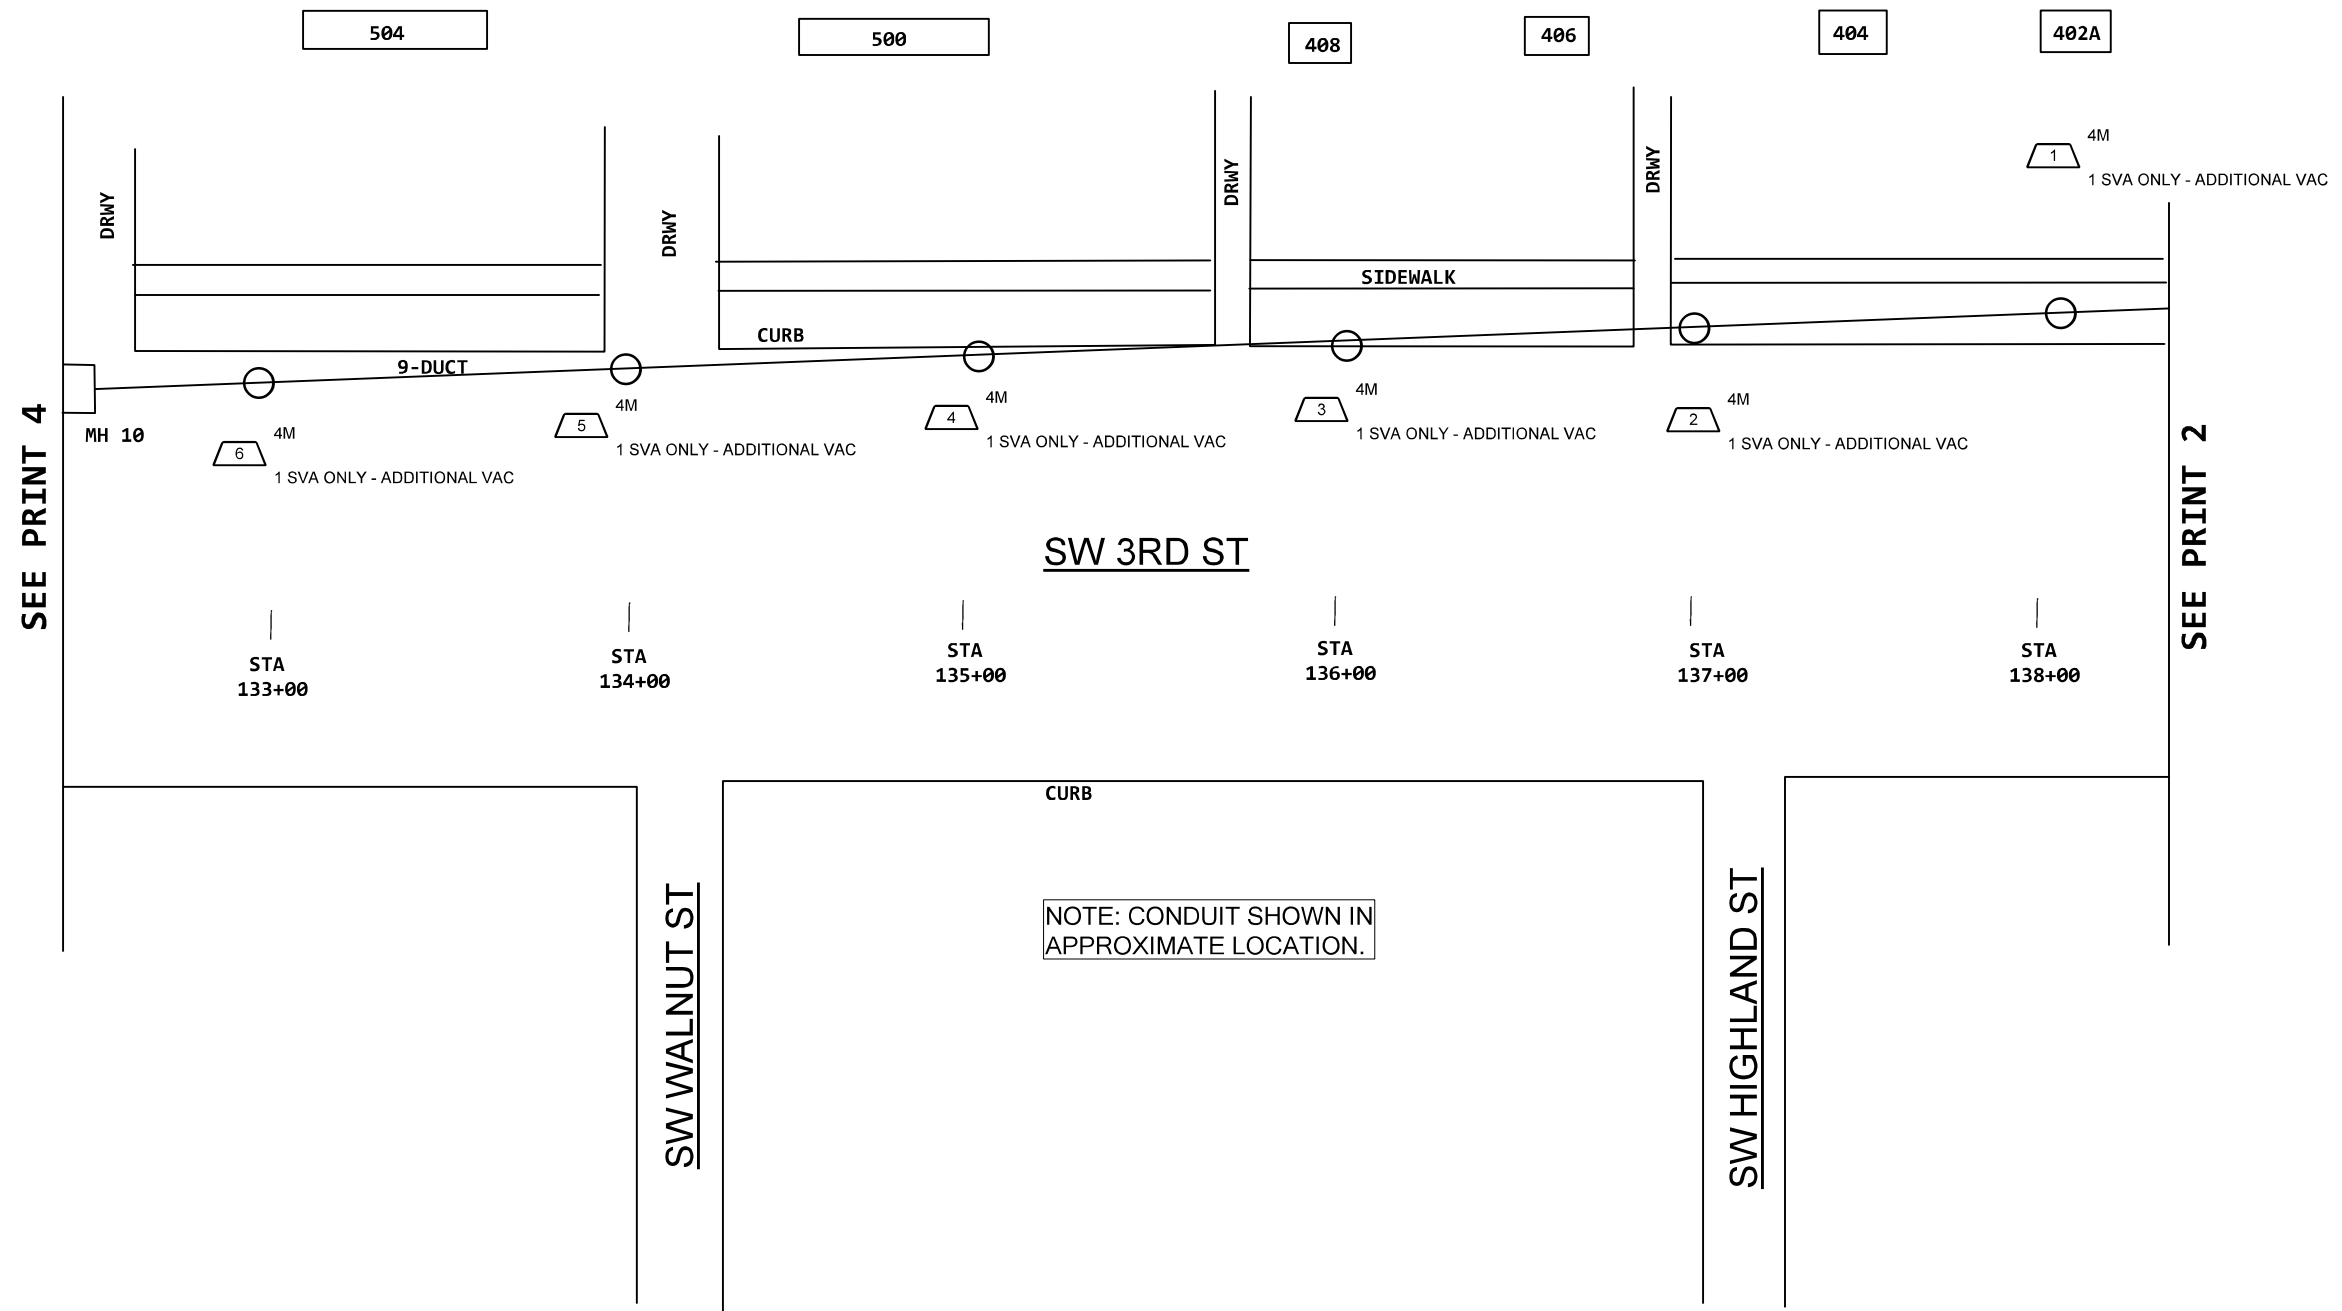 504
500
408
406
404
402A
4M
1
1 SVA ONLY - ADDITIONAL VAC
DRWY
DRWY
DRWY
DRWY
SIDEWALK
CURB
9-DUCT
MH 10
4M
6
1 SVA ONLY - ADDITIONAL VAC
4M
5
1 SVA ONLY - ADDITIONAL VAC
4M
4
1 SVA ONLY - ADDITIONAL VAC
4M
3
1 SVA ONLY - ADDITIONAL VAC
4M
2
1 SVA ONLY - ADDITIONAL VAC
SEE PRINT 4
SEE PRINT 2
SW 3RD ST
STA
133+00
STA
134+00
STA
135+00
STA
136+00
STA
137+00
STA
138+00
CURB
SW WALNUT ST
NOTE: CONDUIT SHOWN IN
APPROXIMATE LOCATION.
SW HIGHLAND ST